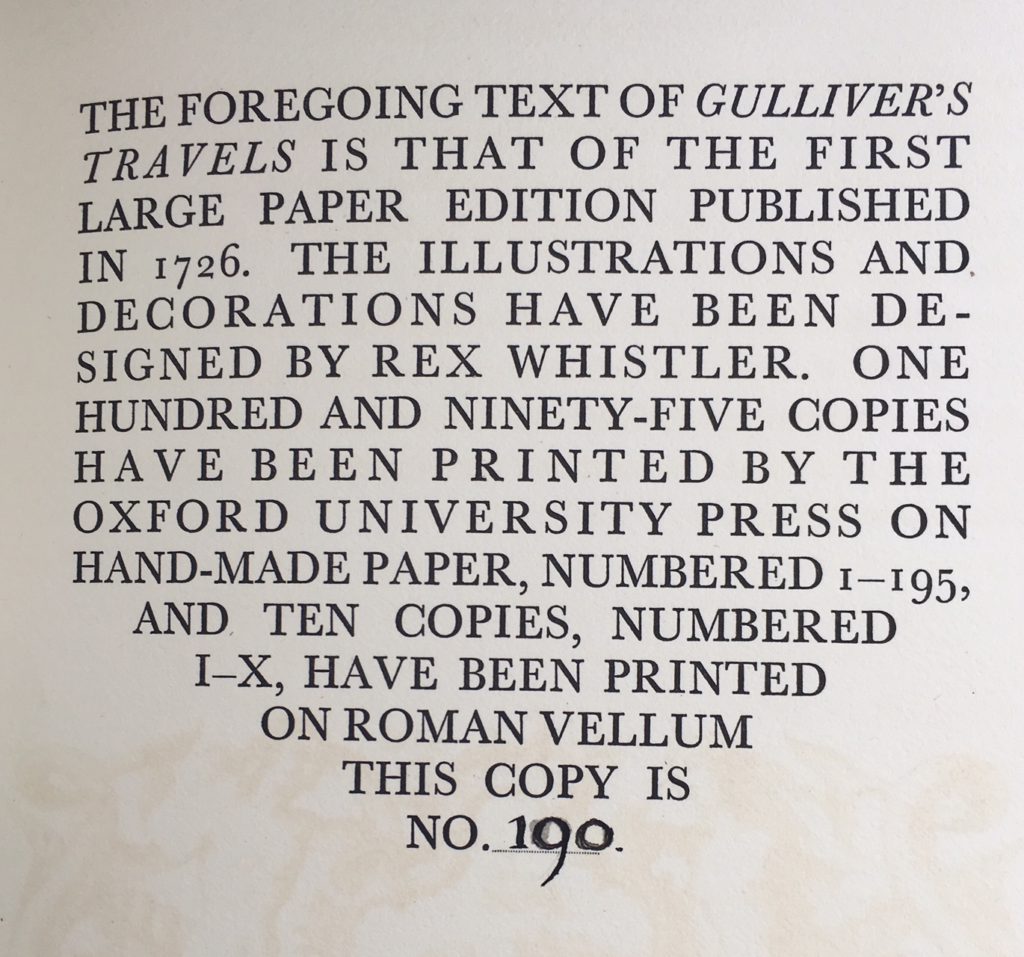 THE FOREGOING TEXT OF GULLIVER'S
TRAVELS IS THAT OF THE FIRST
LARGE PAPER EDITION PUBLISHED
IN 1726. THE ILLUSTRATIONS AND
DECORATIONS HAVE BEEN DE-
SIGNED BY REX WHISTLER. ONE
HUNDRED AND NINETY-FIVE COPIES
HAVE BEEN PRINTED BY THE
OXFORD UNIVERSITY PRESS ON
HAND-MADE PAPER, NUMBERED 1–195,
AND TEN COPIES, NUMBERED
I–X, HAVE BEEN PRINTED
ON ROMAN VELLUM
THIS COPY IS
NO. 190.